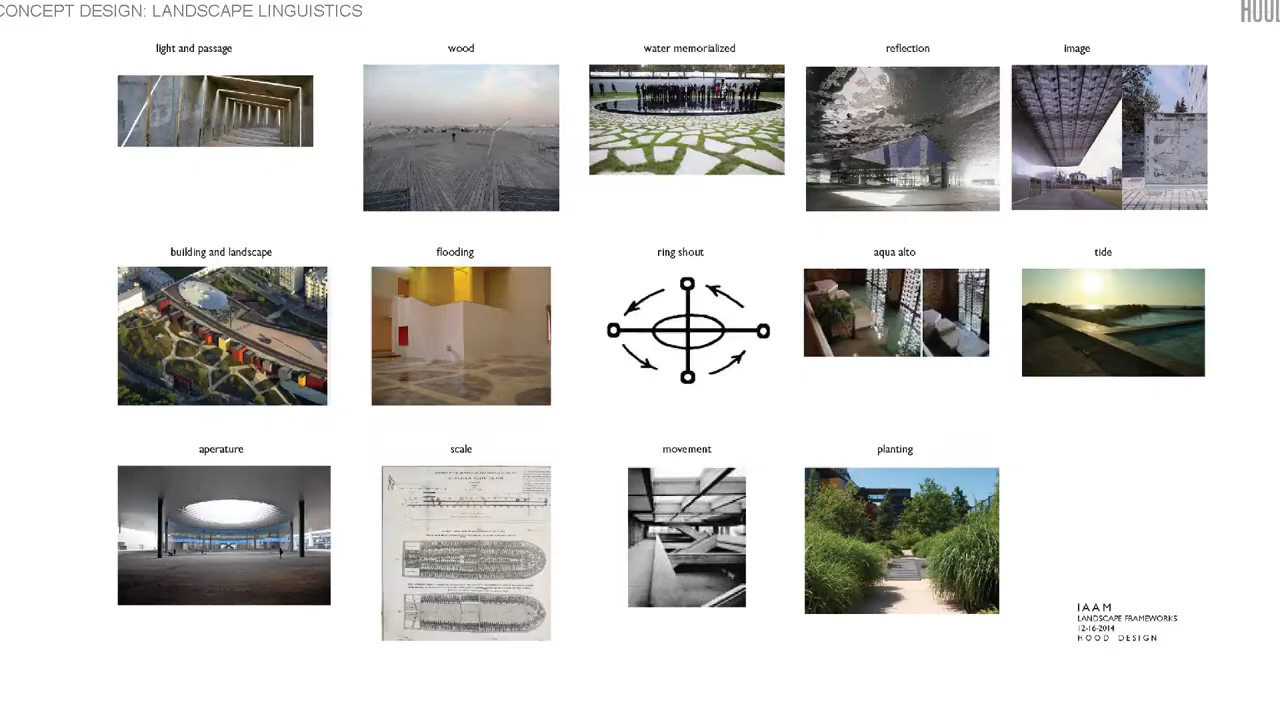 CONCEPT DESIGN: LANDSCAPE LINGUISTICS
light and passage
wood
water memorialized
reflection
image
building and landscape
flooding
ring shout
aqua alto
tide
aperature
scale
movement
planting
IAAM
LANDSCAPE FRAMEWORKS
12-16-2014
HOOD DESIGN